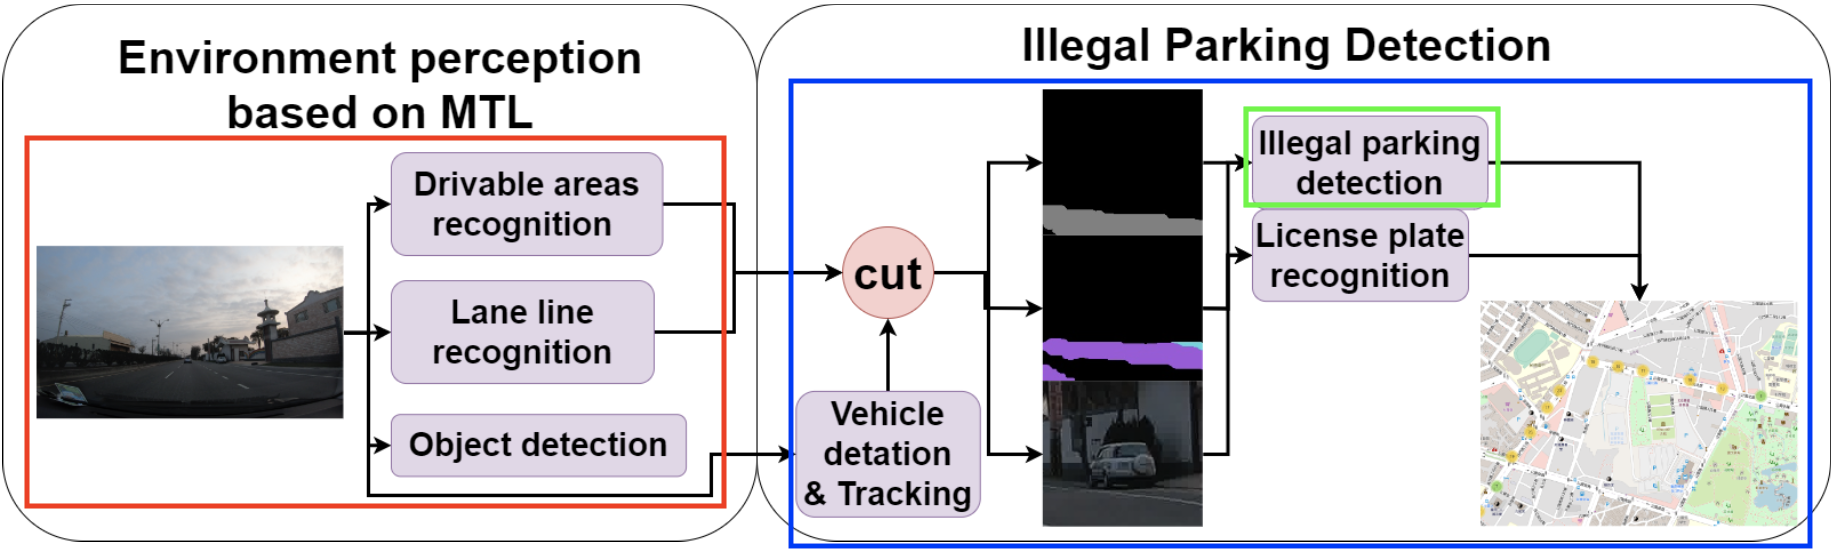 Environment perception
based on MTL
Drivable areas
recognition
Lane line
recognition
Object detection
Illegal Parking Detection
cut
Vehicle
detation
& Tracking
Illegal parking
detection
License plate
recognition